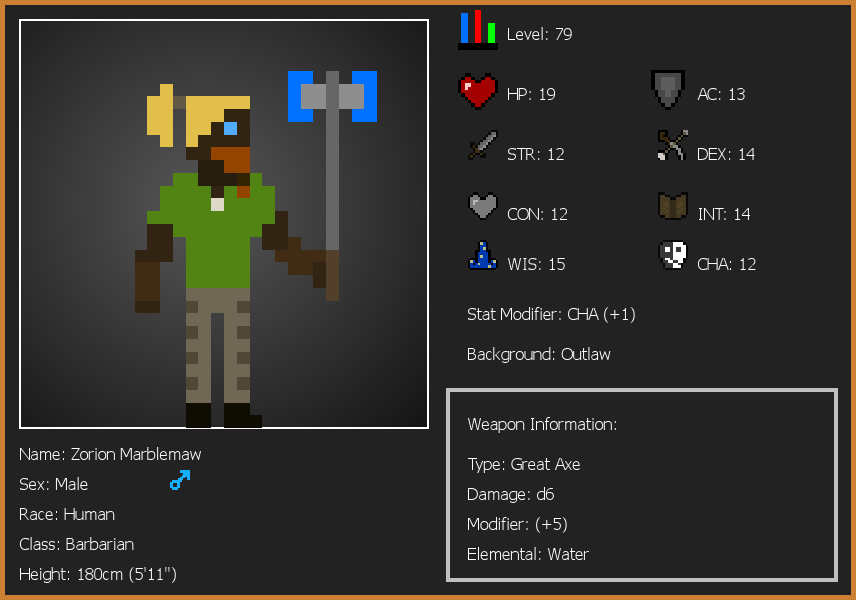 Level: 79
HP: 19
AC: 13
STR: 12
DEX: 14
CON: 12
INT: 14
WIS: 15
CHA: 12
Stat Modifier: CHA (+1)
Background: Outlaw
Weapon Information:
Type: Great Axe
Damage: d6
Modifier: (+5)
Elemental: Water
Name: Zorion Marblemaw
Sex: Male
Race: Human
Class: Barbarian
Height: 180cm (5'11")